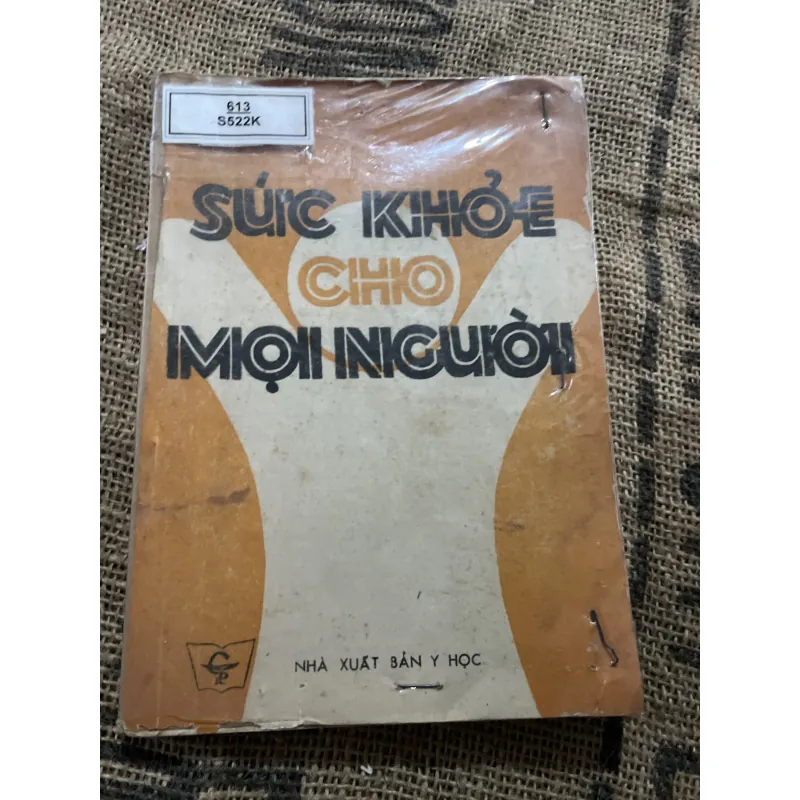 613
S522K
SỨC KHỎE
CHO
MỌI NGƯỜI
NHÀ XUẤT BẢN Y HỌC